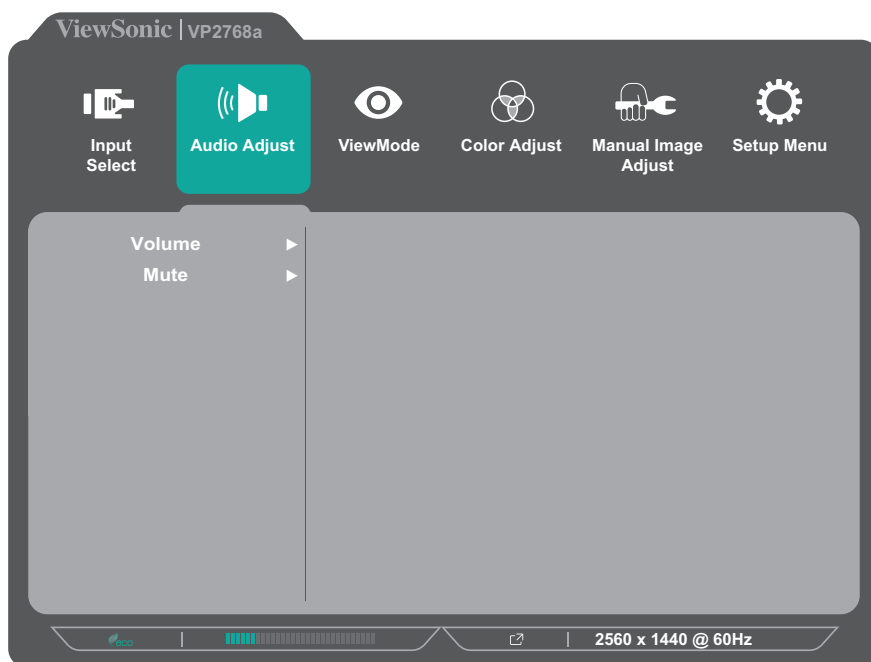 ViewSonic | VP2768a
Input
Select
Audio Adjust
ViewMode
Color Adjust
Manual Image
Adjust
Setup Menu
Volume
Mute
eco
2560 x 1440 @ 60Hz